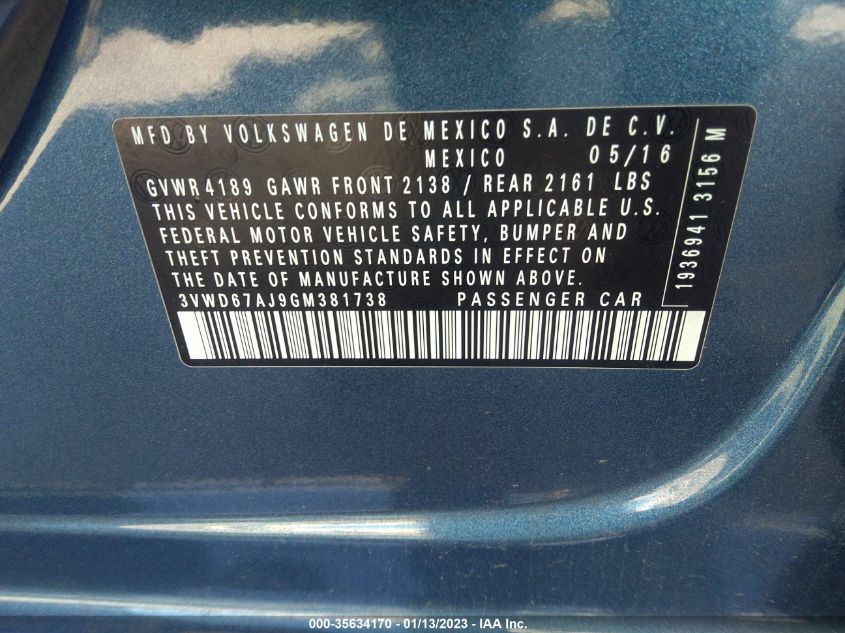 MFD BY VOLKSWAGEN DE MEXICO S.A. DE C.V.
MEXICO 05/16
GVWR 4189 GAWR FRONT 2138 / REAR 2161 LBS
THIS VEHICLE CONFORMS TO ALL APPLICABLE U.S.
FEDERAL MOTOR VEHICLE SAFETY, BUMPER AND
THEFT PREVENTION STANDARDS IN EFFECT ON
THE DATE OF MANUFACTURE SHOWN ABOVE.
3VWD67AJ9GM381738 PASSENGER CAR
1936941 3156 M
000-35634170 - 01/13/2023 - IAA Inc.